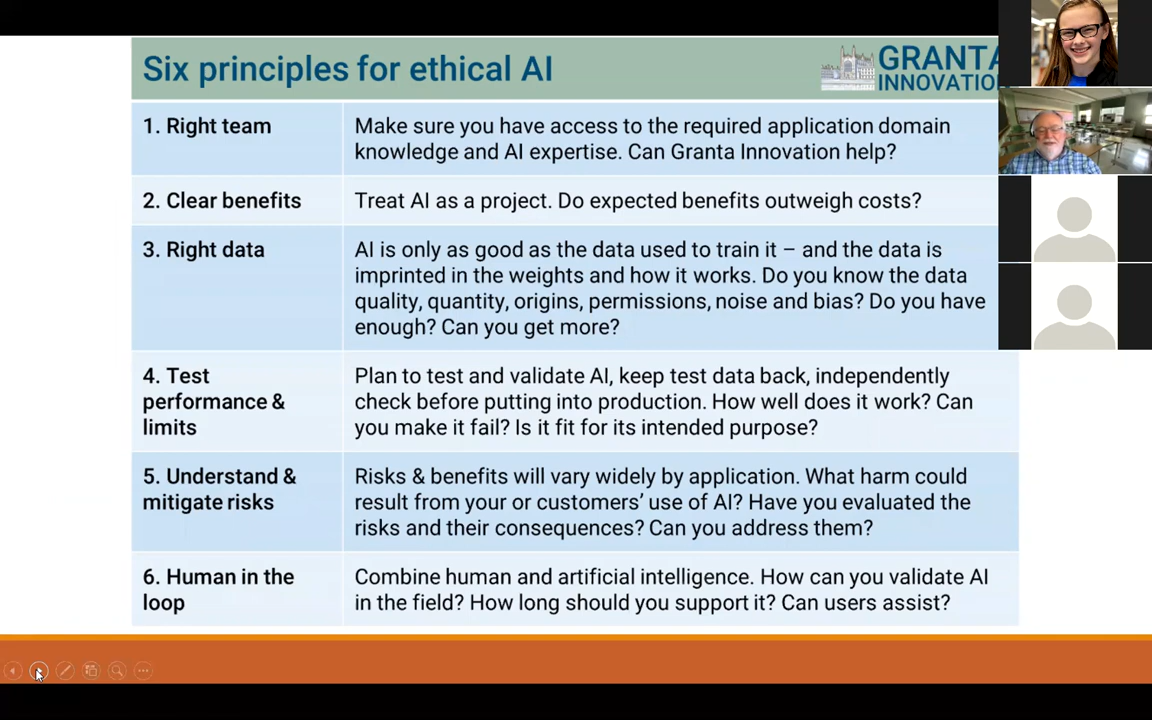 Six principles for ethical AI
GRANTA
INNOVATIO
1. Right team
Make sure you have access to the required application domain
knowledge and AI expertise. Can Granta Innovation help?
2. Clear benefits
Treat AI as a project. Do expected benefits outweigh costs?
3. Right data
AI is only as good as the data used to train it – and the data is
imprinted in the weights and how it works. Do you know the data
quality, quantity, origins, permissions, noise and bias? Do you have
enough? Can you get more?
4. Test
performance &
limits
Plan to test and validate AI, keep test data back, independently
check before putting into production. How well does it work? Can
you make it fail? Is it fit for its intended purpose?
5. Understand &
mitigate risks
Risks & benefits will vary widely by application. What harm could
result from your or customers’ use of AI? Have you evaluated the
risks and their consequences? Can you address them?
6. Human in the
loop
Combine human and artificial intelligence. How can you validate AI
in the field? How long should you support it? Can users assist?